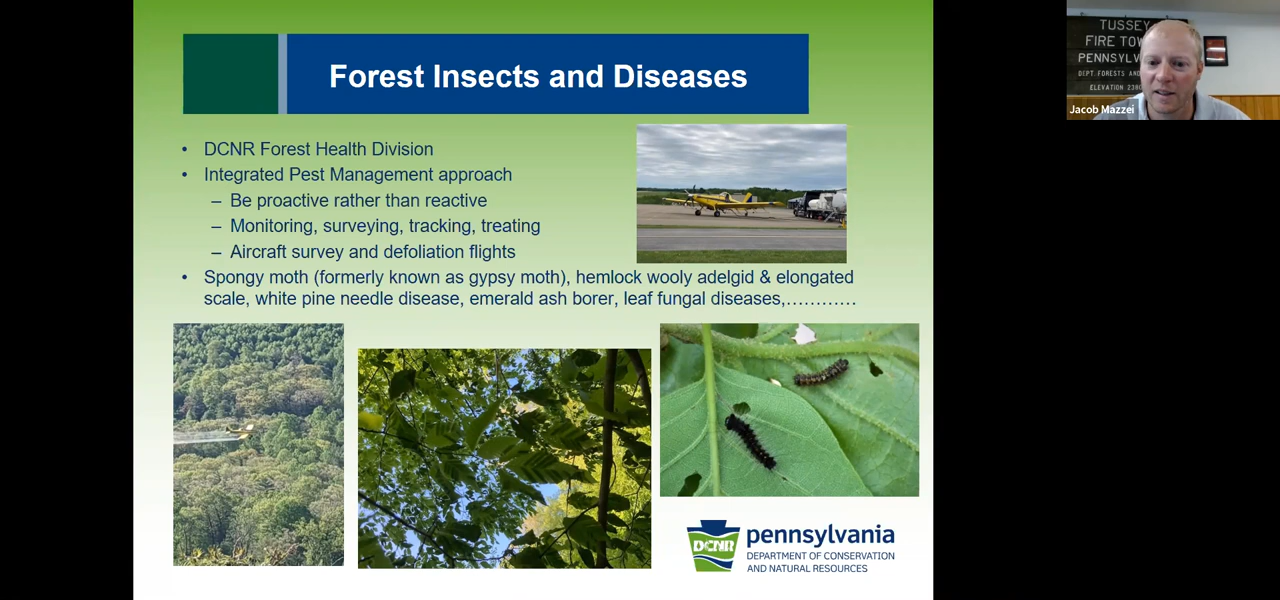 Forest Insects and Diseases
• DCNR Forest Health Division
• Integrated Pest Management approach
– Be proactive rather than reactive
– Monitoring, surveying, tracking, treating
– Aircraft survey and defoliation flights
• Spongy moth (formerly known as gypsy moth), hemlock wooly adelgid & elongated
scale, white pine needle disease, emerald ash borer, leaf fungal diseases,…………
DCNR
pennsylvania
DEPARTMENT OF CONSERVATION
AND NATURAL RESOURCES
TUSSEY
FIRE TOW
PENNSYLV
DEPT. FORESTS AND
ELEVATION 238
Jacob Mazzei